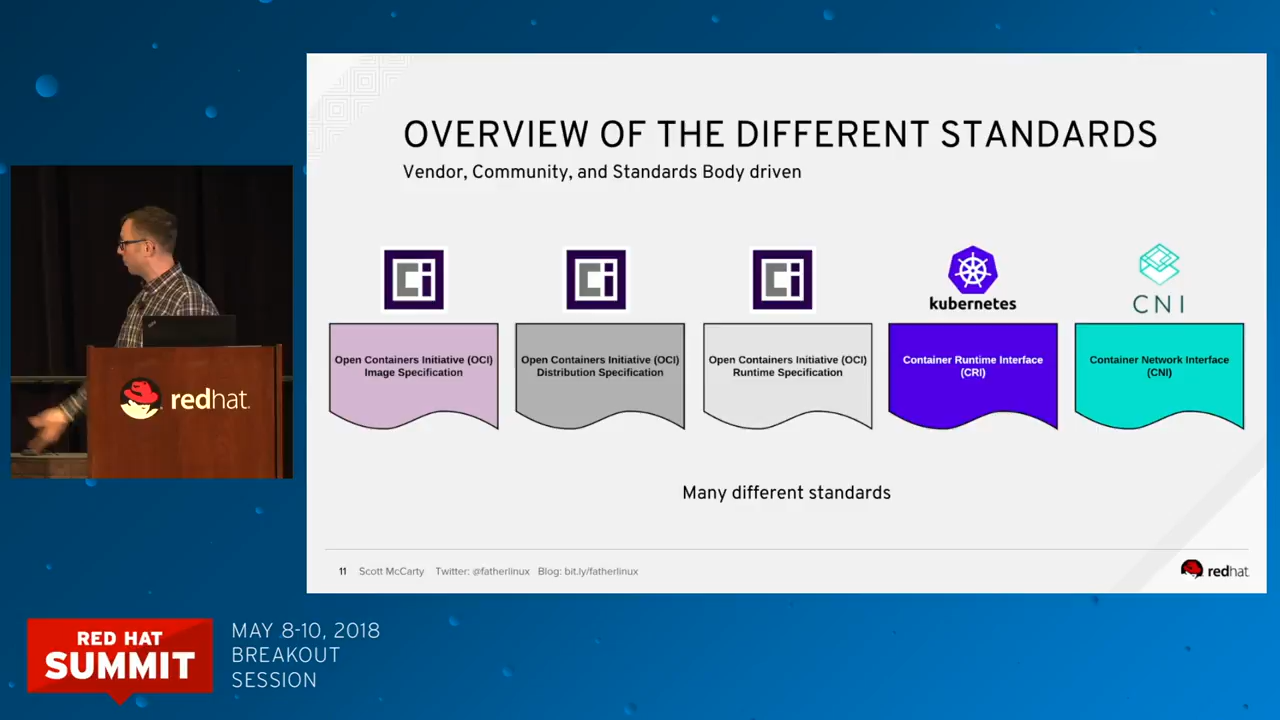 OVERVIEW OF THE DIFFERENT STANDARDS
Vendor, Community, and Standards Body driven
Ci
Ci
Ci
kubernetes
CNI
Open Containers Initiative (OCI)
Image Specification
Open Containers Initiative (OCI)
Distribution Specification
Open Containers Initiative (OCI)
Runtime Specification
Container Runtime Interface
(CRI)
Container Network Interface
(CNI)
Many different standards
11 Scott McCarty Twitter: @fatherlinux Blog: bit.ly/fatherlinux
redhat
redhat.
RED HAT
SUMMIT
MAY 8-10, 2018
BREAKOUT
SESSION